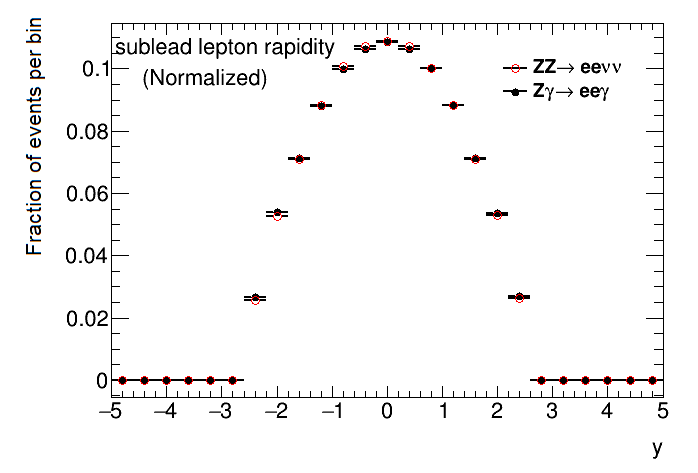 Fraction of events per bin
sublead lepton rapidity
(Normalized)
ZZ→ eeνν
Zγ→ eeγ
0.1
0.08
0.06
0.04
0.02
0
−5 −4 −3 −2 −1 0 1 2 3 4 5
y